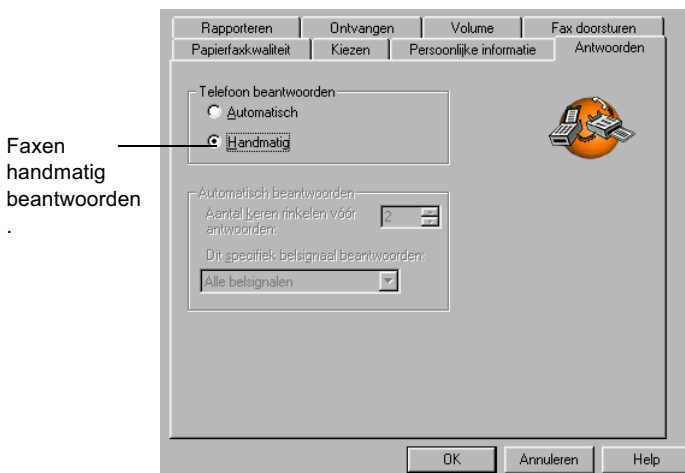 Rapporteren Ontvangen Volume Fax doorsturen
Papierfaxkwaliteit Kiezen Persoonlijke informatie Antwoorden
Telefoon beantwoorden
Automatisch
Handmatig
Faxen
handmatig
beantwoorden
.
Automatisch beantwoorden
Aantal keren rinkelen vóór
antwoorden:
2
Dit specifiek belsignaal beantwoorden:
Alle belsignalen
OK Annuleren Help